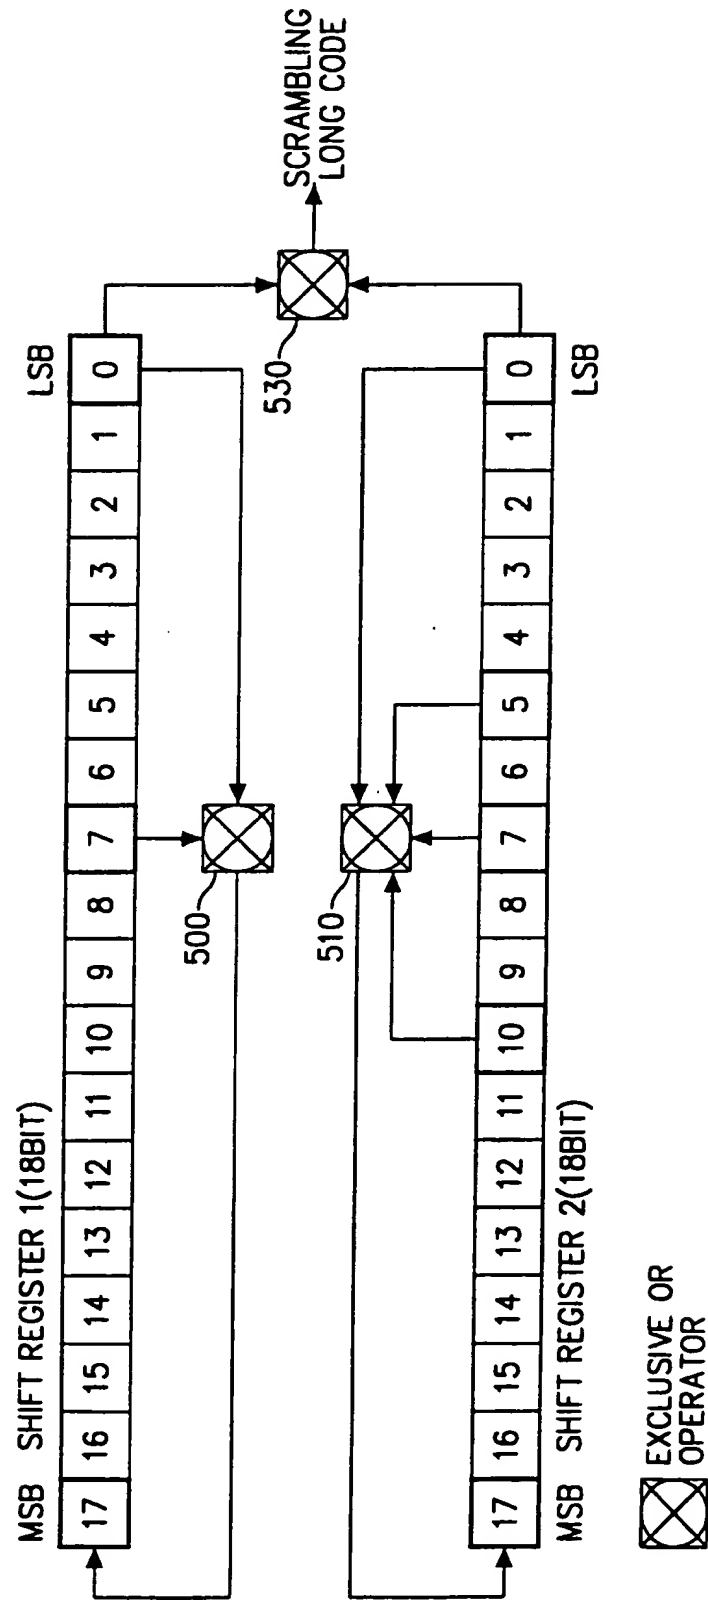 MSB SHIFT REGISTER 1(18BIT)
LSB
17 16 15 14 13 12 11 10 9 8 7 6 5 4 3 2 1 0
500
530
SCRAMBLING
LONG CODE
510
17 16 15 14 13 12 11 10 9 8 7 6 5 4 3 2 1 0
MSB SHIFT REGISTER 2(18BIT)
LSB
EXCLUSIVE OR
OPERATOR